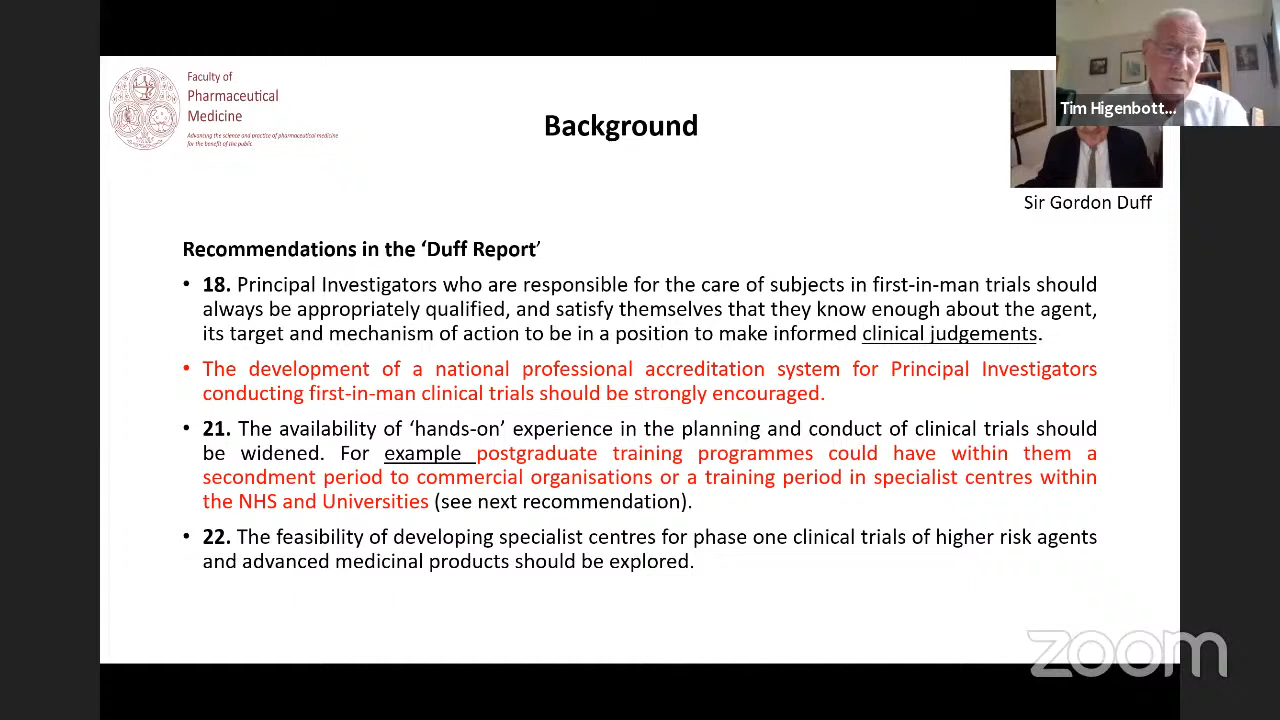 Faculty of
Pharmaceutical
Medicine
Advancing the science and practice of pharmaceutical medicine
for the benefit of the public
Background
Tim Higenbott...
Sir Gordon Duff
Recommendations in the ‘Duff Report’
• 18. Principal Investigators who are responsible for the care of subjects in first-in-man trials should
always be appropriately qualified, and satisfy themselves that they know enough about the agent,
its target and mechanism of action to be in a position to make informed clinical judgements.
• The development of a national professional accreditation system for Principal Investigators
conducting first-in-man clinical trials should be strongly encouraged.
• 21. The availability of ‘hands-on’ experience in the planning and conduct of clinical trials should
be widened. For example postgraduate training programmes could have within them a
secondment period to commercial organisations or a training period in specialist centres within
the NHS and Universities (see next recommendation).
• 22. The feasibility of developing specialist centres for phase one clinical trials of higher risk agents
and advanced medicinal products should be explored.
zoom